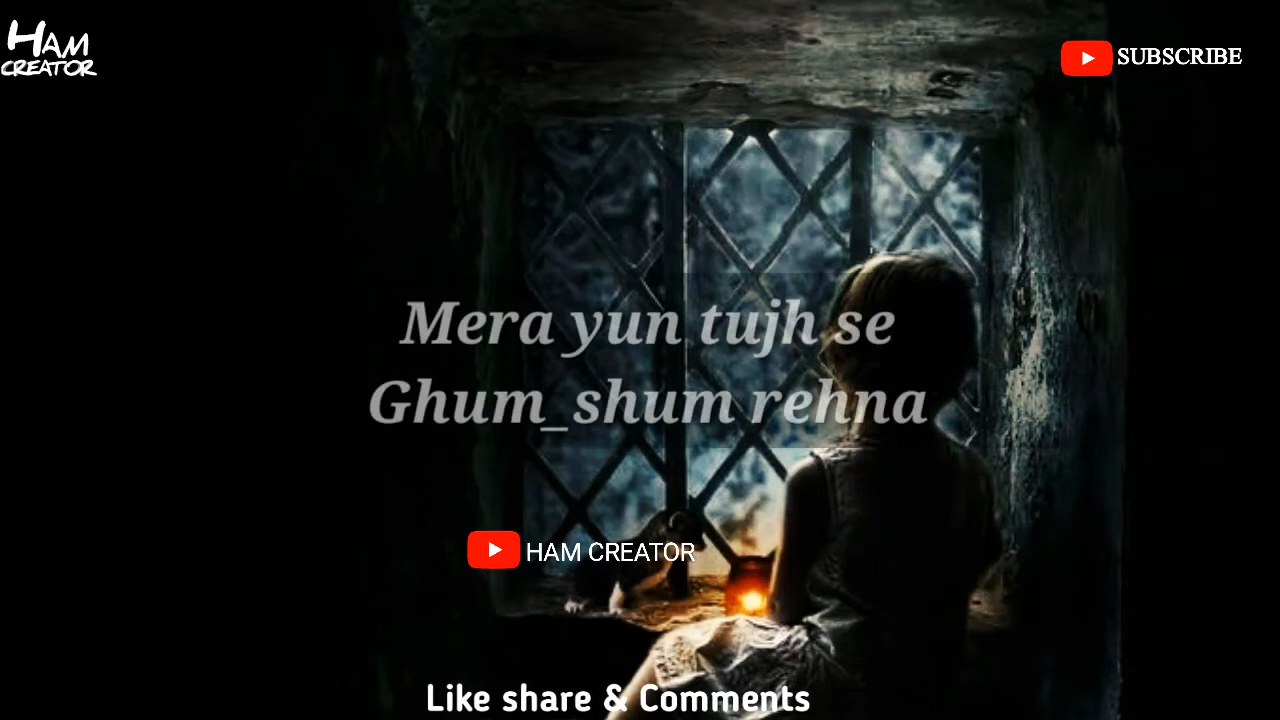 HAM
CREATOR
SUBSCRIBE
Mera yun tujh se
Ghum_shum rehna
HAM CREATOR
Like share & Comments